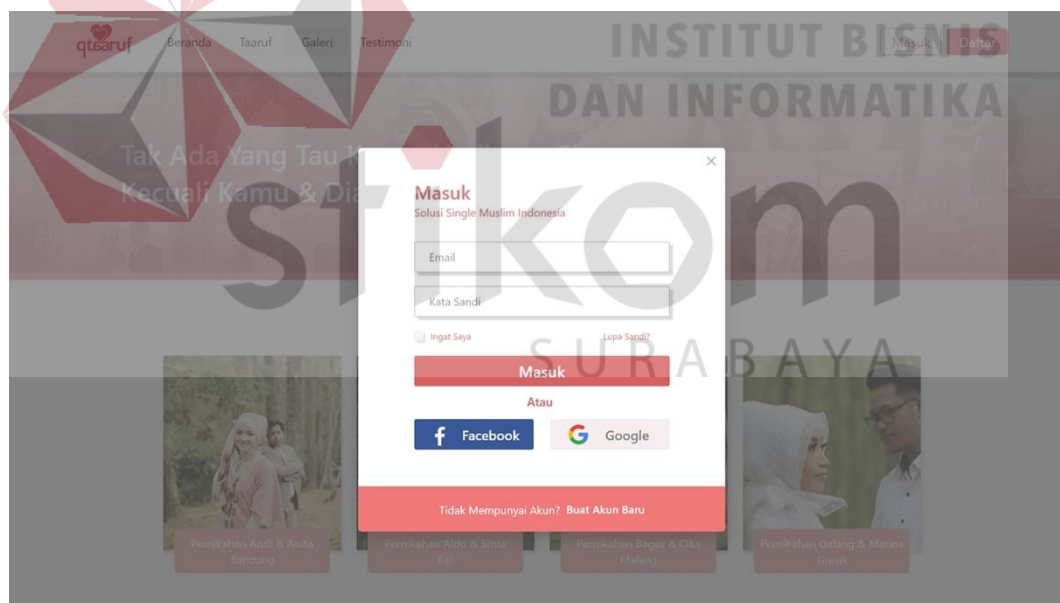 INSTITUT BISNIS
DAN INFORMATIKA
stikom
SURABAYA
qtaaruf
Beranda
Taaruf
Galeri
Testimoni
Masuk
Daftar
Tak Ada Yang Tau
Kecuali Kamu & Dia
Masuk
Solusi Single Muslim Indonesia
Email
Kata Sandi
Ingat Saya
Lupa Sandi?
Masuk
Atau
Facebook
Google
Tidak Mempunyai Akun? Buat Akun Baru
Pernikahan Andi & Anita
Bandung
Pernikahan Aldo & Sinta
Bali
Pernikahan Bagas & Cika
Malang
Pernikahan Galang & Marina
Gresik